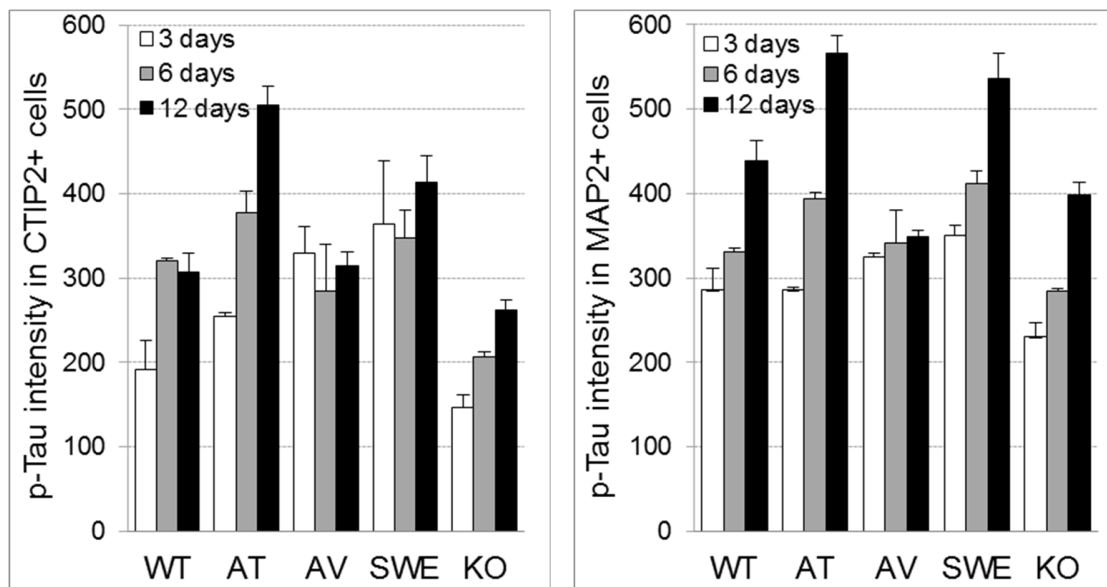 p-Tau intensity in CTIP2+ cells
600
500
400
300
200
100
0
3 days
6 days
12 days
WT AT AV SWE KO
p-Tau intensity in MAP2+ cells
600
500
400
300
200
100
0
3 days
6 days
12 days
WT AT AV SWE KO